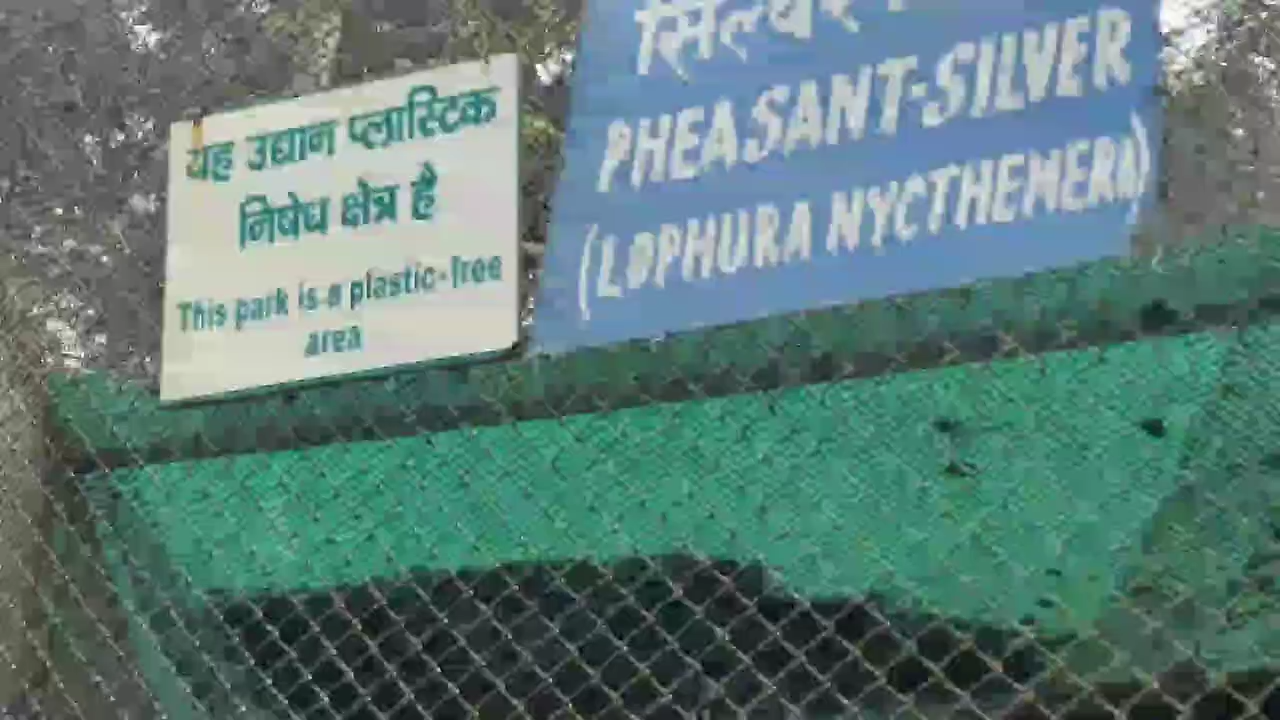 यह उद्यान प्लास्टिक
निषेध क्षेत्र है
This park is a plastic-free
area
PHEASANT-SILVER
(LOPHURA NYCTHEMERA)